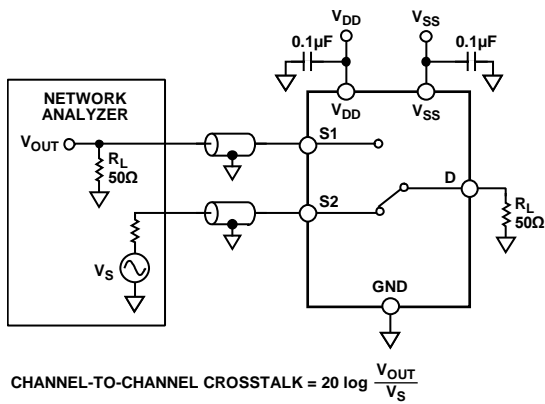 V_DD
V_SS
0.1µF
0.1µF
NETWORK
ANALYZER
V_DD
V_SS
V_OUT
R_L
50Ω
S1
S2
D
R_L
50Ω
V_S
GND
CHANNEL-TO-CHANNEL CROSSTALK = 20 log V_OUT/V_S